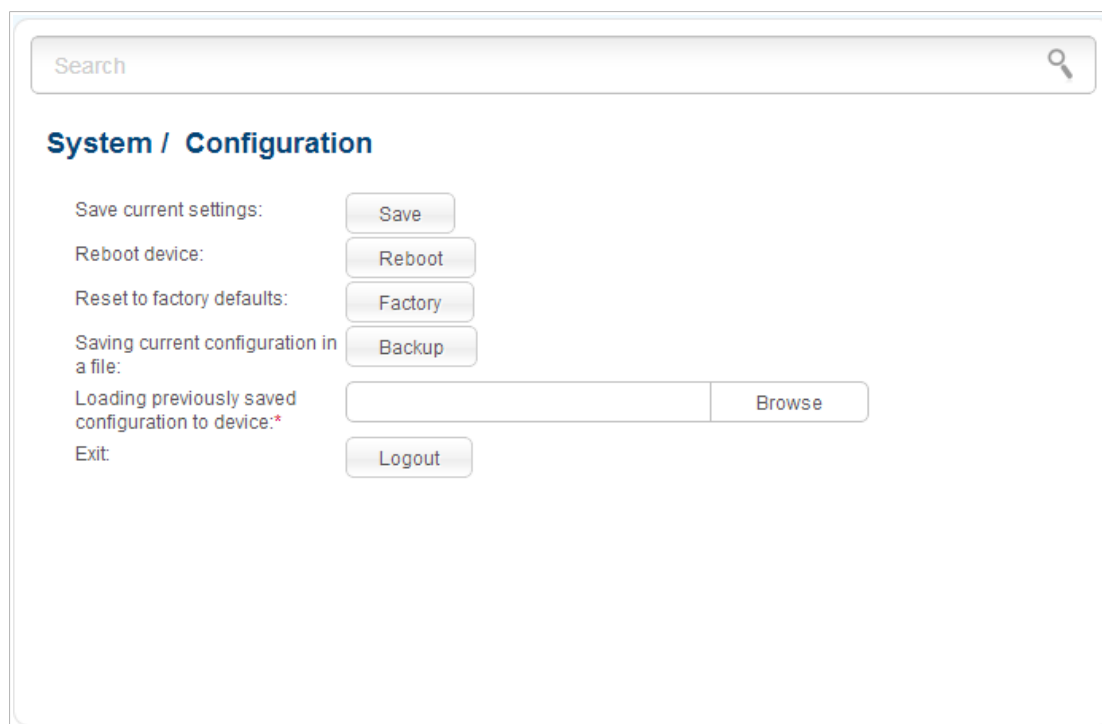 Search
System /  Configuration
Save current settings: Save
Reboot device: Reboot
Reset to factory defaults: Factory
Saving current configuration in
a file: Backup
Loading previously saved
configuration to device:* Browse
Exit: Logout